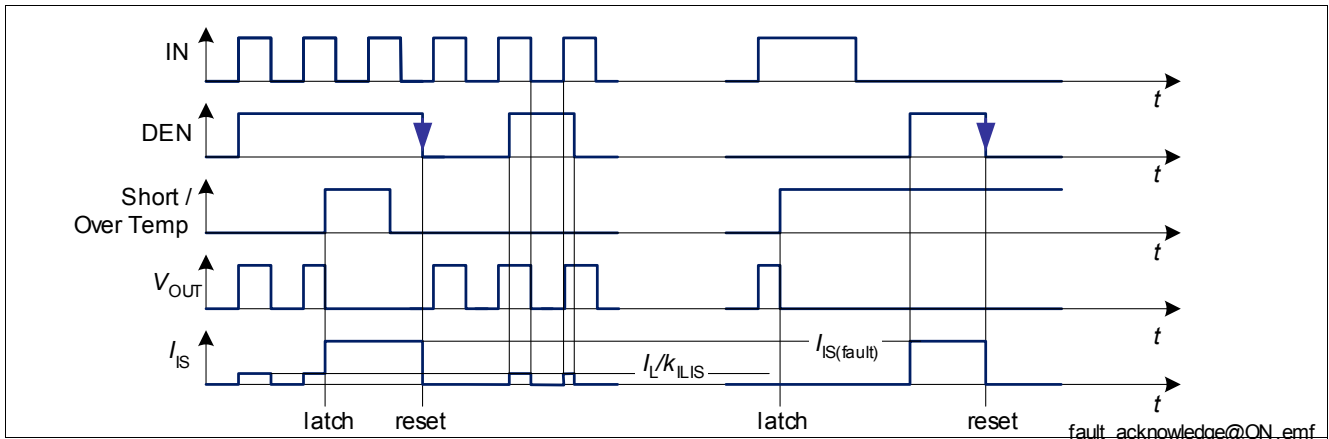 IN
t
DEN
t
Short /
Over Temp
t
VOUT
t
IIS
IL/kILIS
IIS(fault)
t
latch reset latch reset
fault_acknowledge@ON.emf